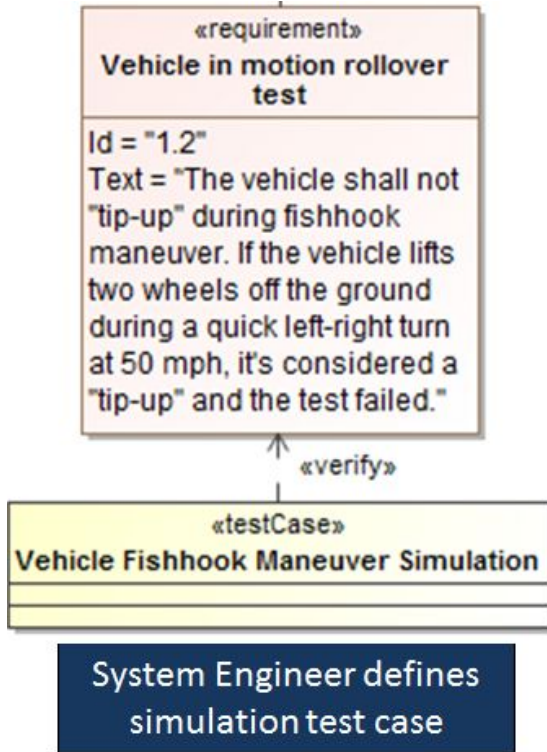 «requirement»
Vehicle in motion rollover
test
Id = "1.2"
Text = "The vehicle shall not
"tip-up" during fishhook
maneuver. If the vehicle lifts
two wheels off the ground
during a quick left-right turn
at 50 mph, it's considered a
"tip-up" and the test failed."
«verify»
«testCase»
Vehicle Fishhook Maneuver Simulation
System Engineer defines
simulation test case